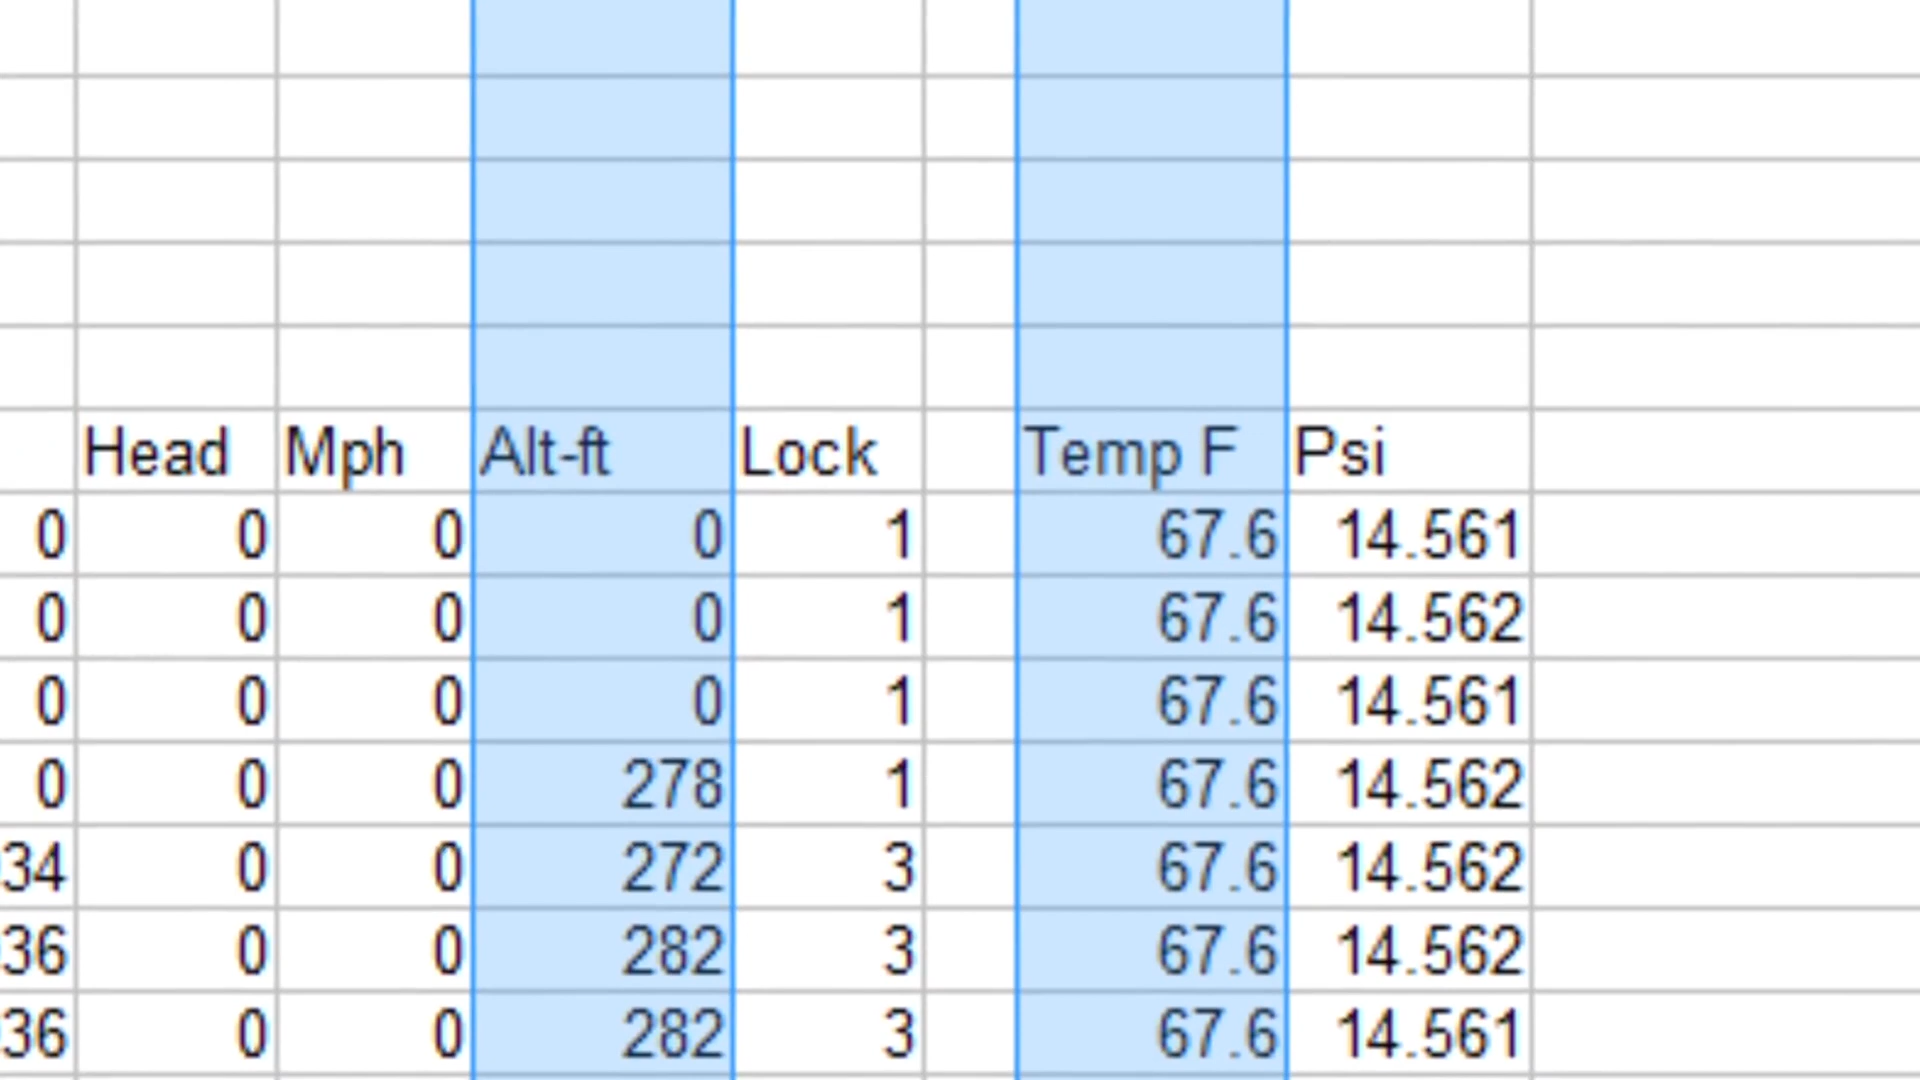 Head Mph Alt-ft Lock Temp F Psi
0 0 0 0 1 67.6 14.561
0 0 0 0 1 67.6 14.562
0 0 0 0 1 67.6 14.561
0 0 0 278 1 67.6 14.562
34 0 0 272 3 67.6 14.562
36 0 0 282 3 67.6 14.562
36 0 0 282 3 67.6 14.561